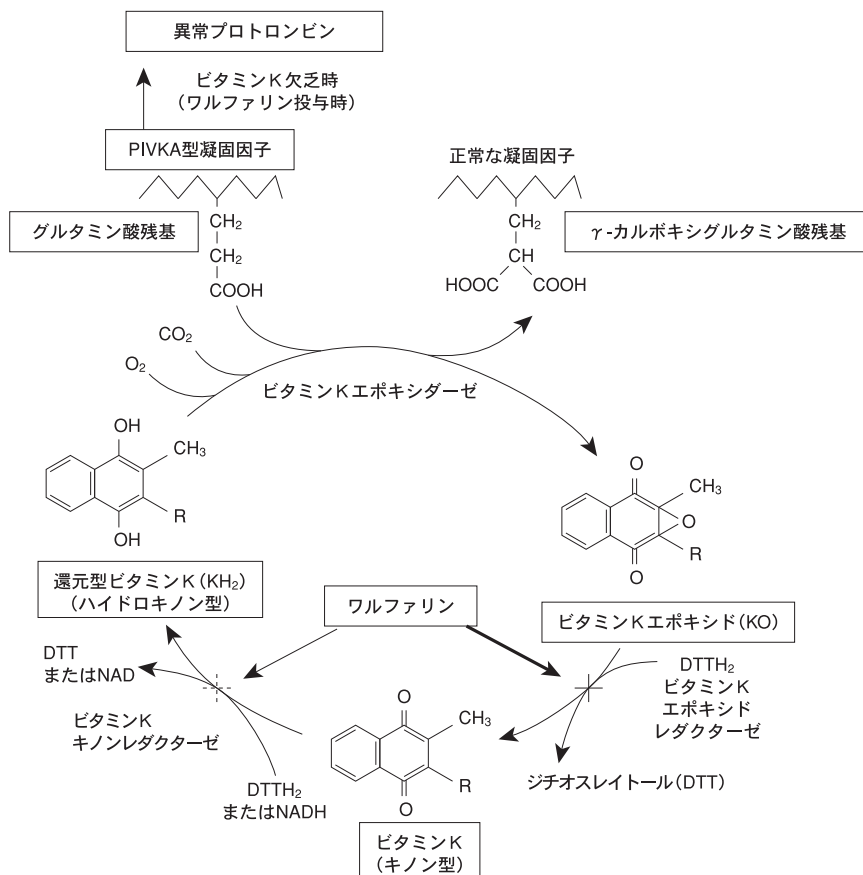 異常プロトロンビン
ビタミンK欠乏時
(ワルファリン投与時)
PIVKA型凝固因子
正常な凝固因子
グルタミン酸残基
CH2
CH2
COOH
CH2
CH
HOOC
COOH
γ-カルボキシグルタミン酸残基
CO2
O2
ビタミンKエポキシダーゼ
OH
CH3
R
OH
O
CH3
O
R
O
還元型ビタミンK(KH2)
(ハイドロキノン型)
ワルファリン
ビタミンKエポキシド(KO)
DTT
またはNAD
DTTH2
ビタミンK
エポキシド
レダクターゼ
ビタミンK
キノンレダクターゼ
O
CH3
R
O
ジチオスレイトール(DTT)
DTTH2
またはNADH
ビタミンK
(キノン型)